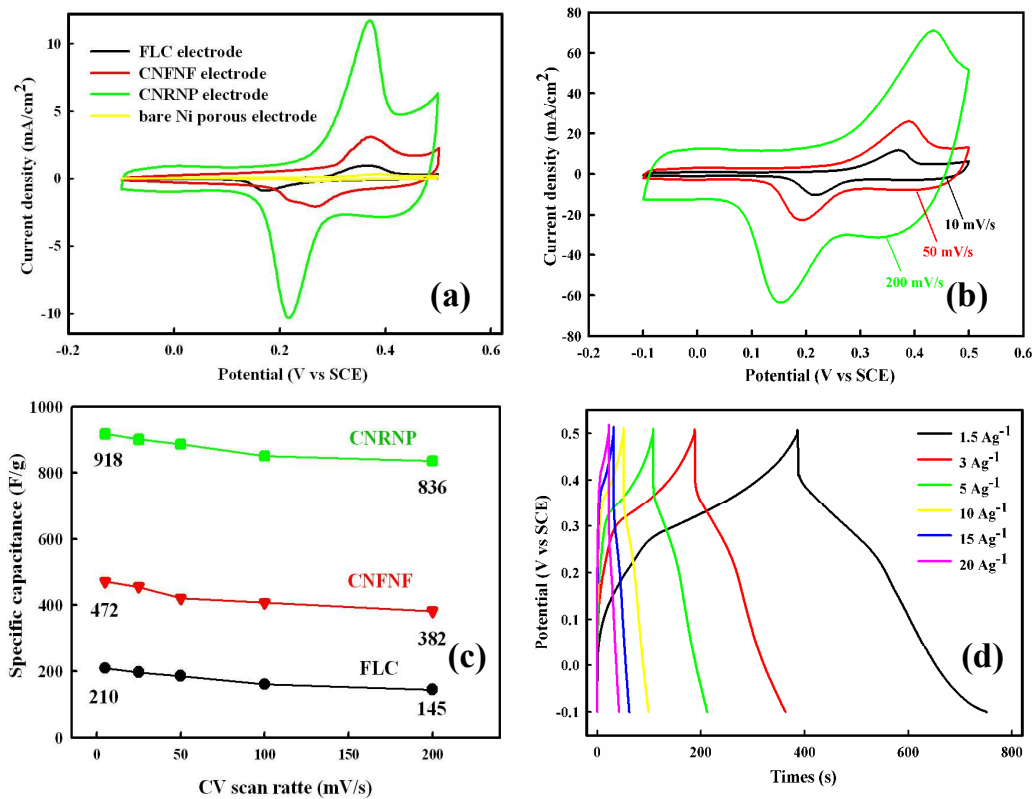 FLC electrode
CNFNF electrode
CNRNP electrode
bare Ni porous electrode
10
5
0
-5
-10
-0.2
0.0
0.2
0.4
0.6
Current density (mA/cm²)
Potential (V vs SCE)
(a)
80
60
40
20
0
-20
-40
-60
-80
-0.2
-0.1
0.0
0.1
0.2
0.3
0.4
0.5
0.6
Current density (mA/cm²)
Potential (V vs SCE)
10 mV/s
50 mV/s
200 mV/s
(b)
1000
800
600
400
200
0
0
50
100
150
200
Specific capacitance (F/g)
CV scan ratte (mV/s)
CNRNP
918
836
CNFNF
472
382
FLC
210
145
(c)
0.5
0.4
0.3
0.2
0.1
0.0
-0.1
0
200
400
600
800
Potential (V vs SCE)
Times (s)
1.5 Ag⁻¹
3 Ag⁻¹
5 Ag⁻¹
10 Ag⁻¹
15 Ag⁻¹
20 Ag⁻¹
(d)